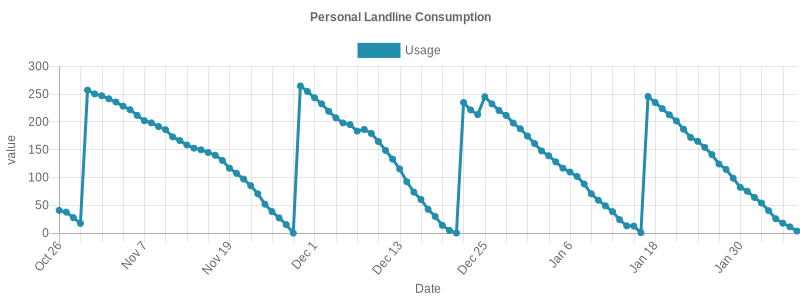 Personal Landline Consumption
Usage
300
250
200
150
100
50
0
value
Oct 26
Nov 7
Nov 19
Dec 1
Dec 13
Dec 25
Jan 6
Jan 18
Jan 30
Date